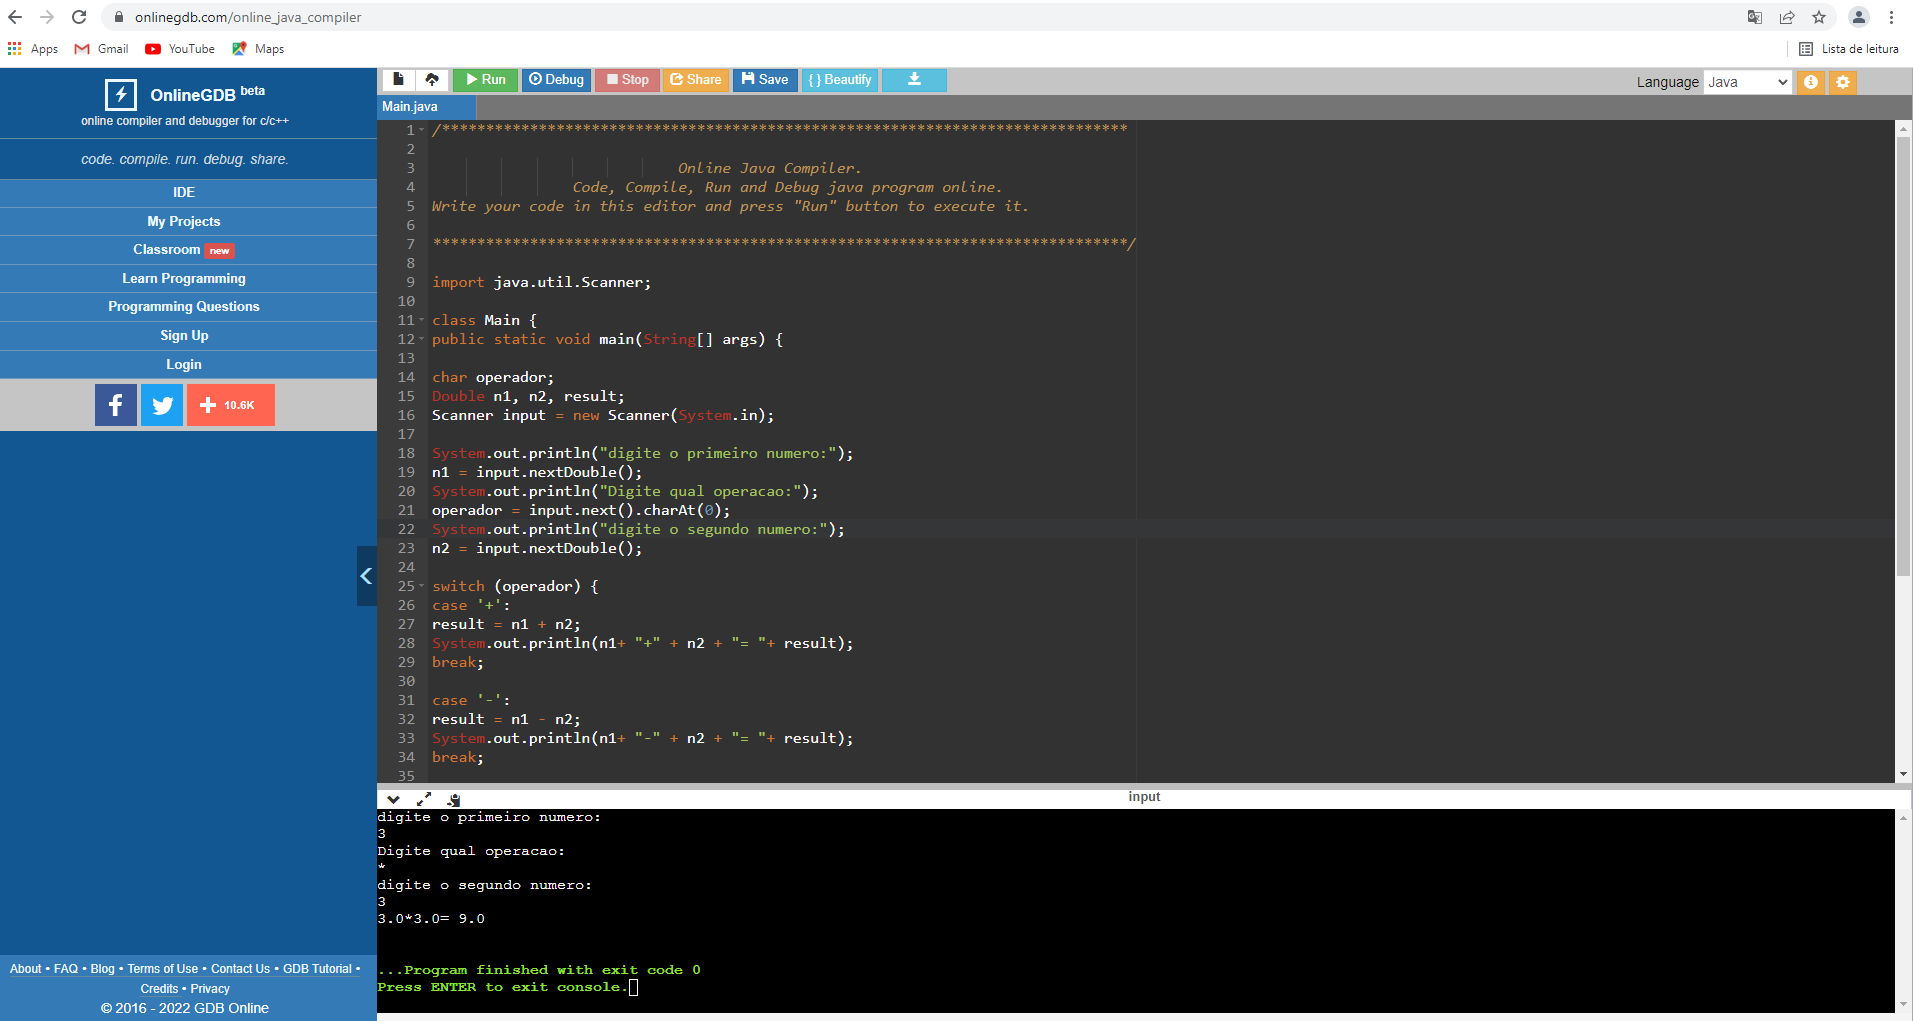 onlinegdb.com/online_java_compiler
Apps Gmail YouTube Maps Lista de leitura
OnlineGDB beta
online compiler and debugger for c/c++
code. compile. run. debug. share.
IDE
My Projects
Classroom new
Learn Programming
Programming Questions
Sign Up
Login
10.6K
About • FAQ • Blog • Terms of Use • Contact Us • GDB Tutorial •
Credits • Privacy
© 2016 - 2022 GDB Online
Run Debug Stop Share Save { } Beautify Language Java
Main.java
1 /******************************************************************************
2
3 Online Java Compiler.
4 Code, Compile, Run and Debug java program online.
5 Write your code in this editor and press "Run" button to execute it.
6
7 *******************************************************************************/
8
9 import java.util.Scanner;
10
11 class Main {
12 public static void main(String[] args) {
13
14 char operador;
15 Double n1, n2, result;
16 Scanner input = new Scanner(System.in);
17
18 System.out.println("digite o primeiro numero:");
19 n1 = input.nextDouble();
20 System.out.println("Digite qual operacao:");
21 operador = input.next().charAt(0);
22 System.out.println("digite o segundo numero:");
23 n2 = input.nextDouble();
24
25 switch (operador) {
26 case '+':
27 result = n1 + n2;
28 System.out.println(n1+ "+" + n2 + "= "+ result);
29 break;
30
31 case '-':
32 result = n1 - n2;
33 System.out.println(n1+ "-" + n2 + "= "+ result);
34 break;
35
input
digite o primeiro numero:
3
Digite qual operacao:
*
digite o segundo numero:
3
3.0*3.0= 9.0
...Program finished with exit code 0
Press ENTER to exit console.